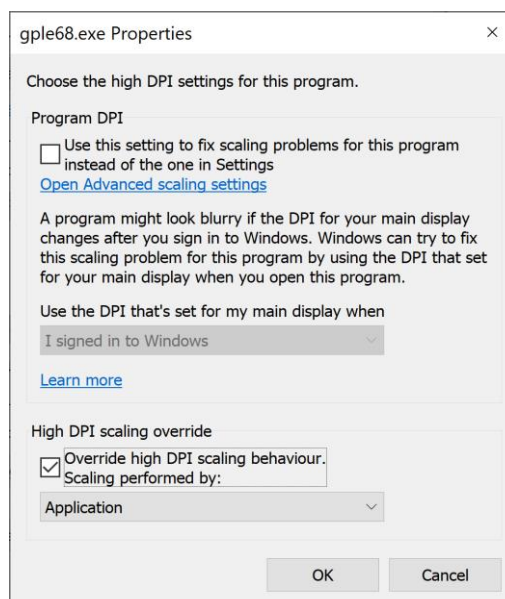 gple68.exe Properties
Choose the high DPI settings for this program.
Program DPI
Use this setting to fix scaling problems for this program
instead of the one in Settings
Open Advanced scaling settings
A program might look blurry if the DPI for your main display
changes after you sign in to Windows. Windows can try to fix
this scaling problem for this program by using the DPI that set
for your main display when you open this program.
Use the DPI that's set for my main display when
I signed in to Windows
Learn more
High DPI scaling override
Override high DPI scaling behaviour.
Scaling performed by:
Application
OK
Cancel